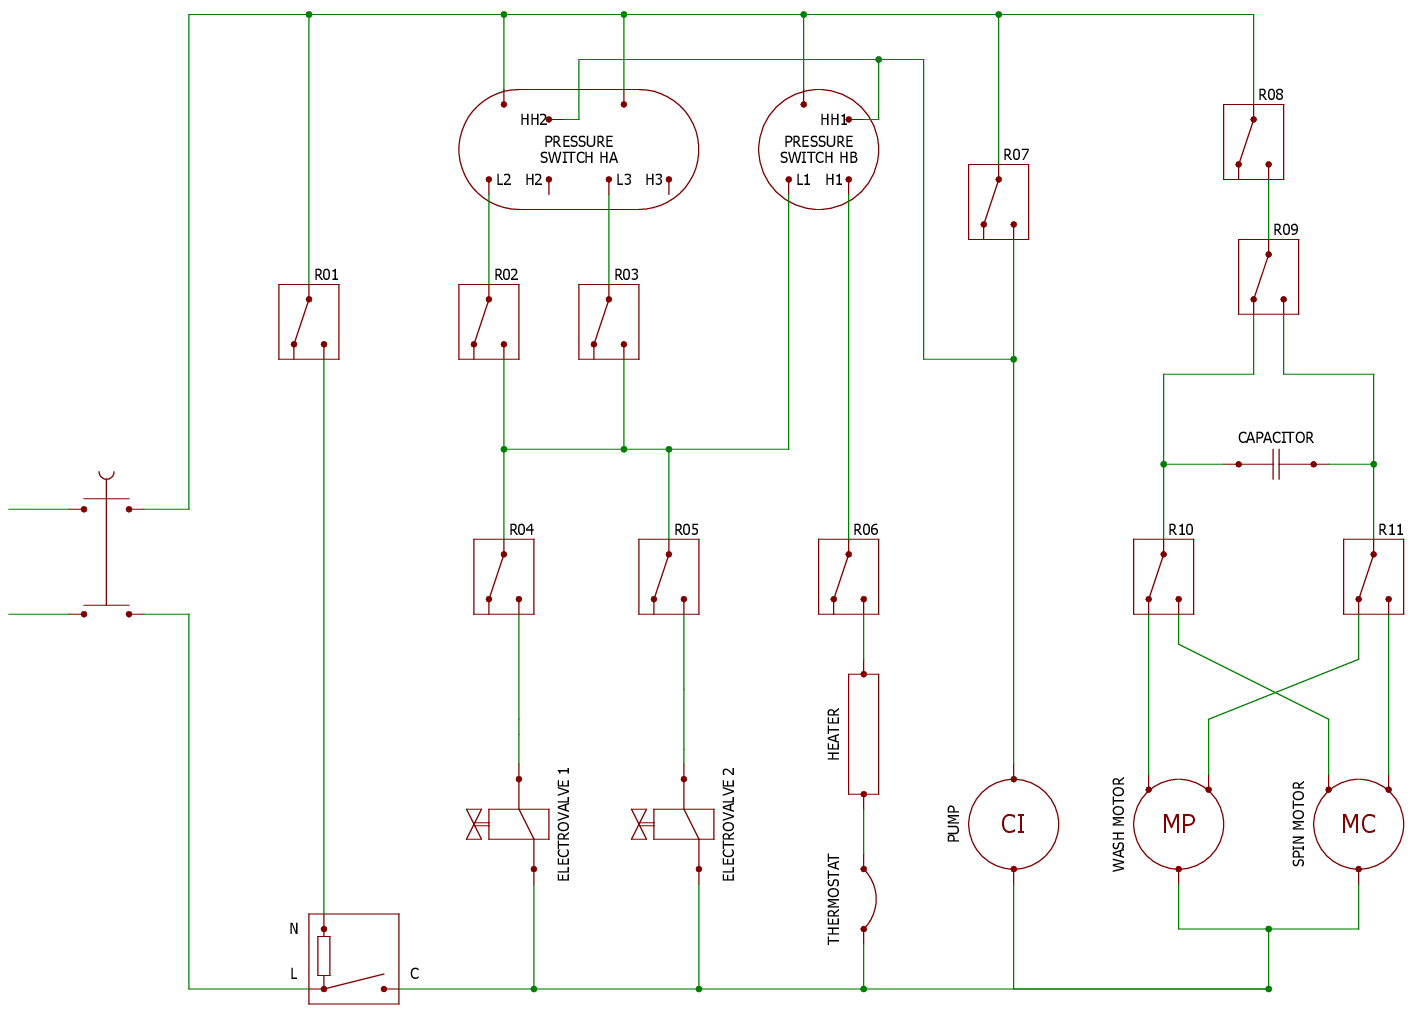 R08
HH2
HH1
PRESSURE
SWITCH HA
PRESSURE
SWITCH HB
R07
L2
H2
L3
H3
L1
H1
R09
R01
R02
R03
CAPACITOR
R04
R05
R06
R10
R11
HEATER
ELECTROVALVE 1
ELECTROVALVE 2
PUMP
CI
WASH MOTOR
MP
SPIN MOTOR
MC
THERMOSTAT
N
L
C